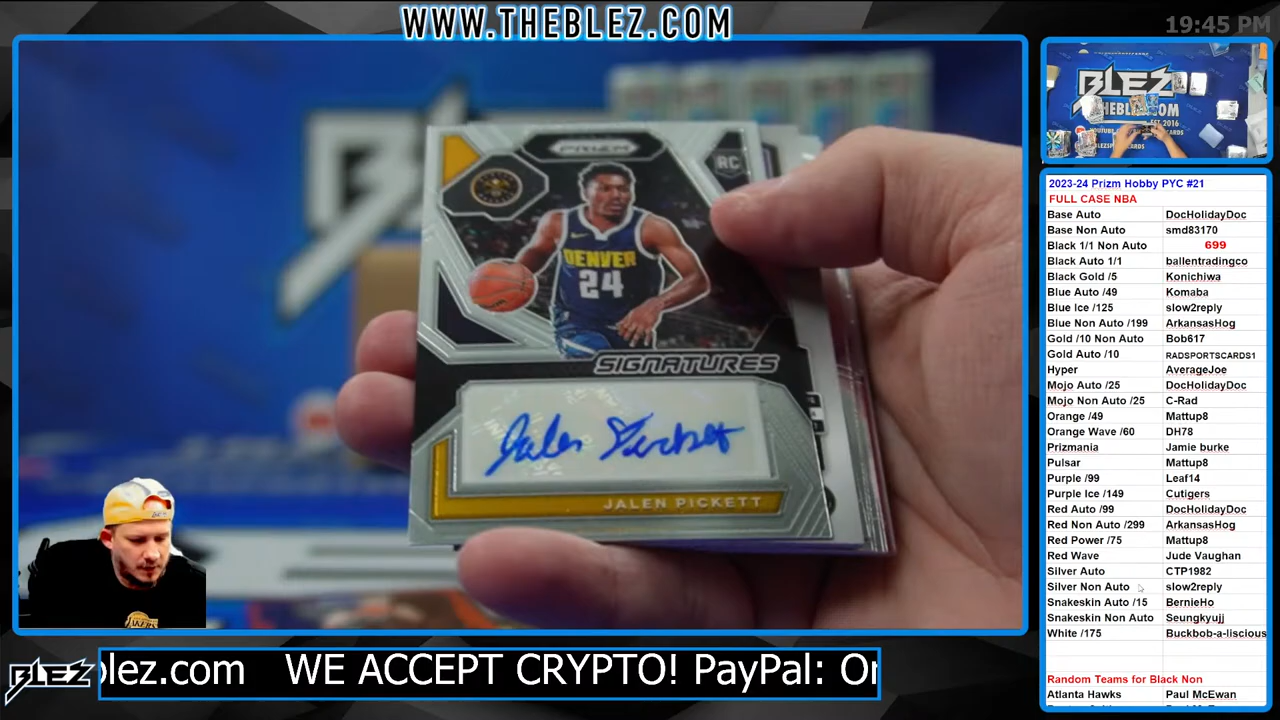 WWW.THEBLEZ.COM
19:45 PM
PRIZM
RC
DENVER
24
SIGNATURES
Jalen Pickett
JALEN PICKETT
BLEZ
THEBLEZ.COM
EST. 2016
2023-24 Prizm Hobby PYC #21
FULL CASE NBA
Base Auto DocHolidayDoc
Base Non Auto smd83170
Black 1/1 Non Auto 699
Black Auto 1/1 ballentradingco
Black Gold /5 Konichiwa
Blue Auto /49 Komaba
Blue Ice /125 slow2reply
Blue Non Auto /199 ArkansasHog
Gold /10 Non Auto Bob617
Gold Auto /10 RADSPORTSCARDS1
Hyper AverageJoe
Mojo Auto /25 DocHolidayDoc
Mojo Non Auto /25 C-Rad
Orange /49 Mattup8
Orange Wave /60 DH78
Prizmania Jamie burke
Pulsar Mattup8
Purple /99 Leaf14
Purple Ice /149 Cutigers
Red Auto /99 DocHolidayDoc
Red Non Auto /299 ArkansasHog
Red Power /75 Mattup8
Red Wave Jude Vaughan
Silver Auto CTP1982
Silver Non Auto slow2reply
Snakeskin Auto /15 BernieHo
Snakeskin Non Auto Seungkyujj
White /175 Buckbob-a-liscious
Random Teams for Black Non
Atlanta Hawks Paul McEwan
BLEZ
blez.com WE ACCEPT CRYPTO! PayPal: Or